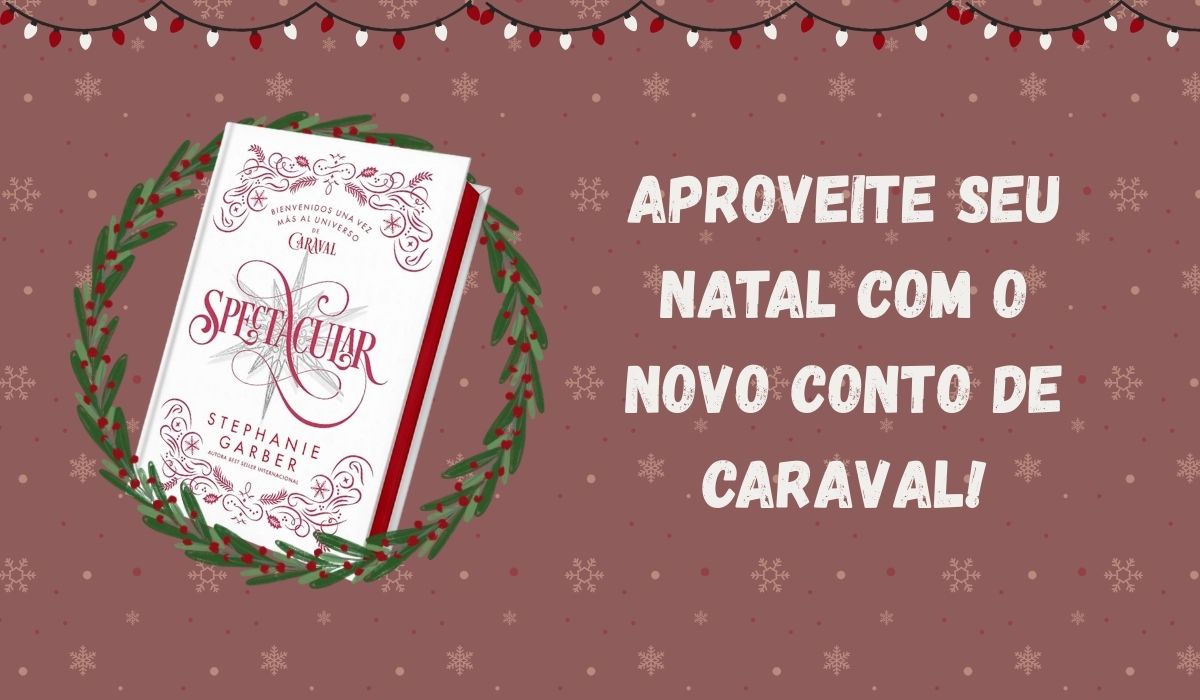 BIENVENIDOS UNA VEZ
MÁS AL UNIVERSO
DE
CARAVAL
SPECTACULAR
STEPHANIE
GARBER
AUTORA BEST SELLER INTERNACIONAL
APROVEITE SEU
NATAL COM O
NOVO CONTO DE
CARAVAL!